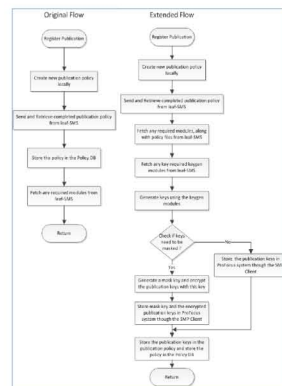 Original Flow
Register Publication
Create new publication policy
locally
Send and Retrieve completed publication policy
from leaf-SMS
Store the policy in the Policy DB
Fetch any required modules from
leaf-SMS
Return
Extended Flow
Register Publication
Create new publication policy
locally
Send and Retrieve completed publication policy
from leaf-SMS
Fetch any required modules, along
with policy files from leaf-SMS
Fetch any key required keygen
modules from leaf-SMS
Generate keys using the keygen
modules
Check if keys
need to be
masked ?
No
Yes
Store the publication keys in
system though the SMP
Client
Generate a mask key and encrypt
the publication keys with this key
Store mask key and the encrypted
publication keys in
system though the SMP Client
Store the publication keys in the
publication policy and store the
policy in the Policy DB
Return